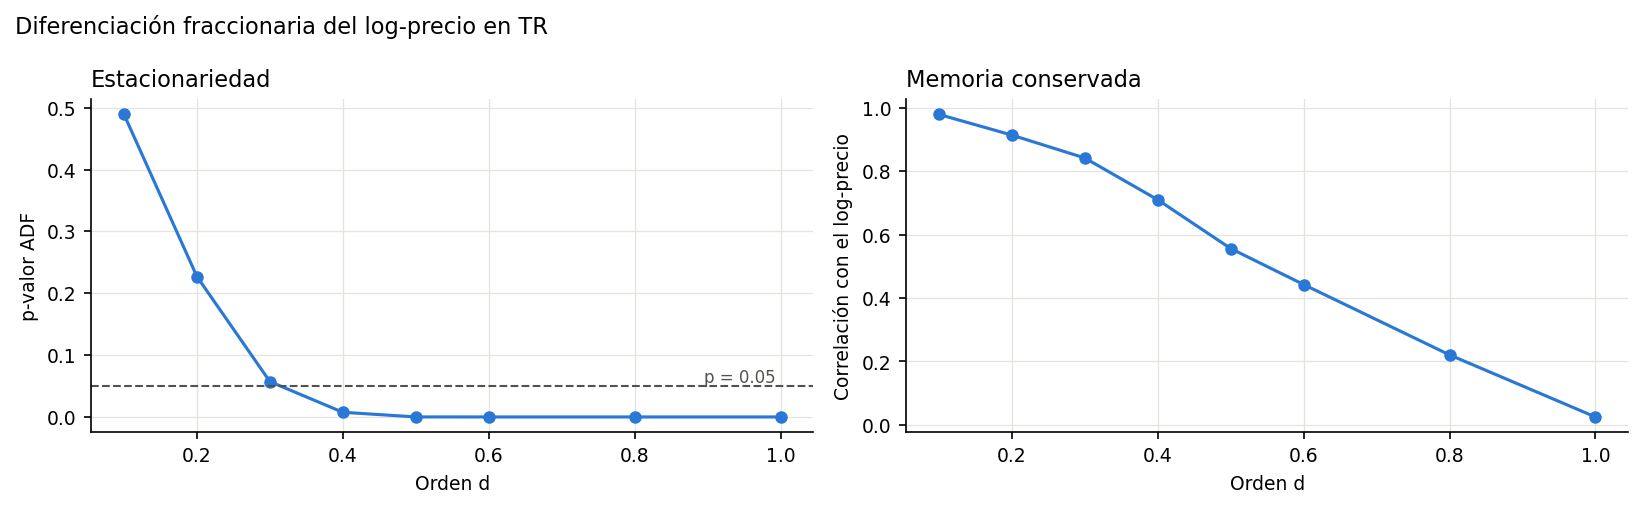 Diferenciación fraccionaria del log-precio en TR
Estacionariedad
p-valor ADF
0.5
0.4
0.3
0.2
0.1
0.0
p = 0.05
0.2 0.4 0.6 0.8 1.0
Orden d
Memoria conservada
Correlación con el log-precio
1.0
0.8
0.6
0.4
0.2
0.0
0.2 0.4 0.6 0.8 1.0
Orden d